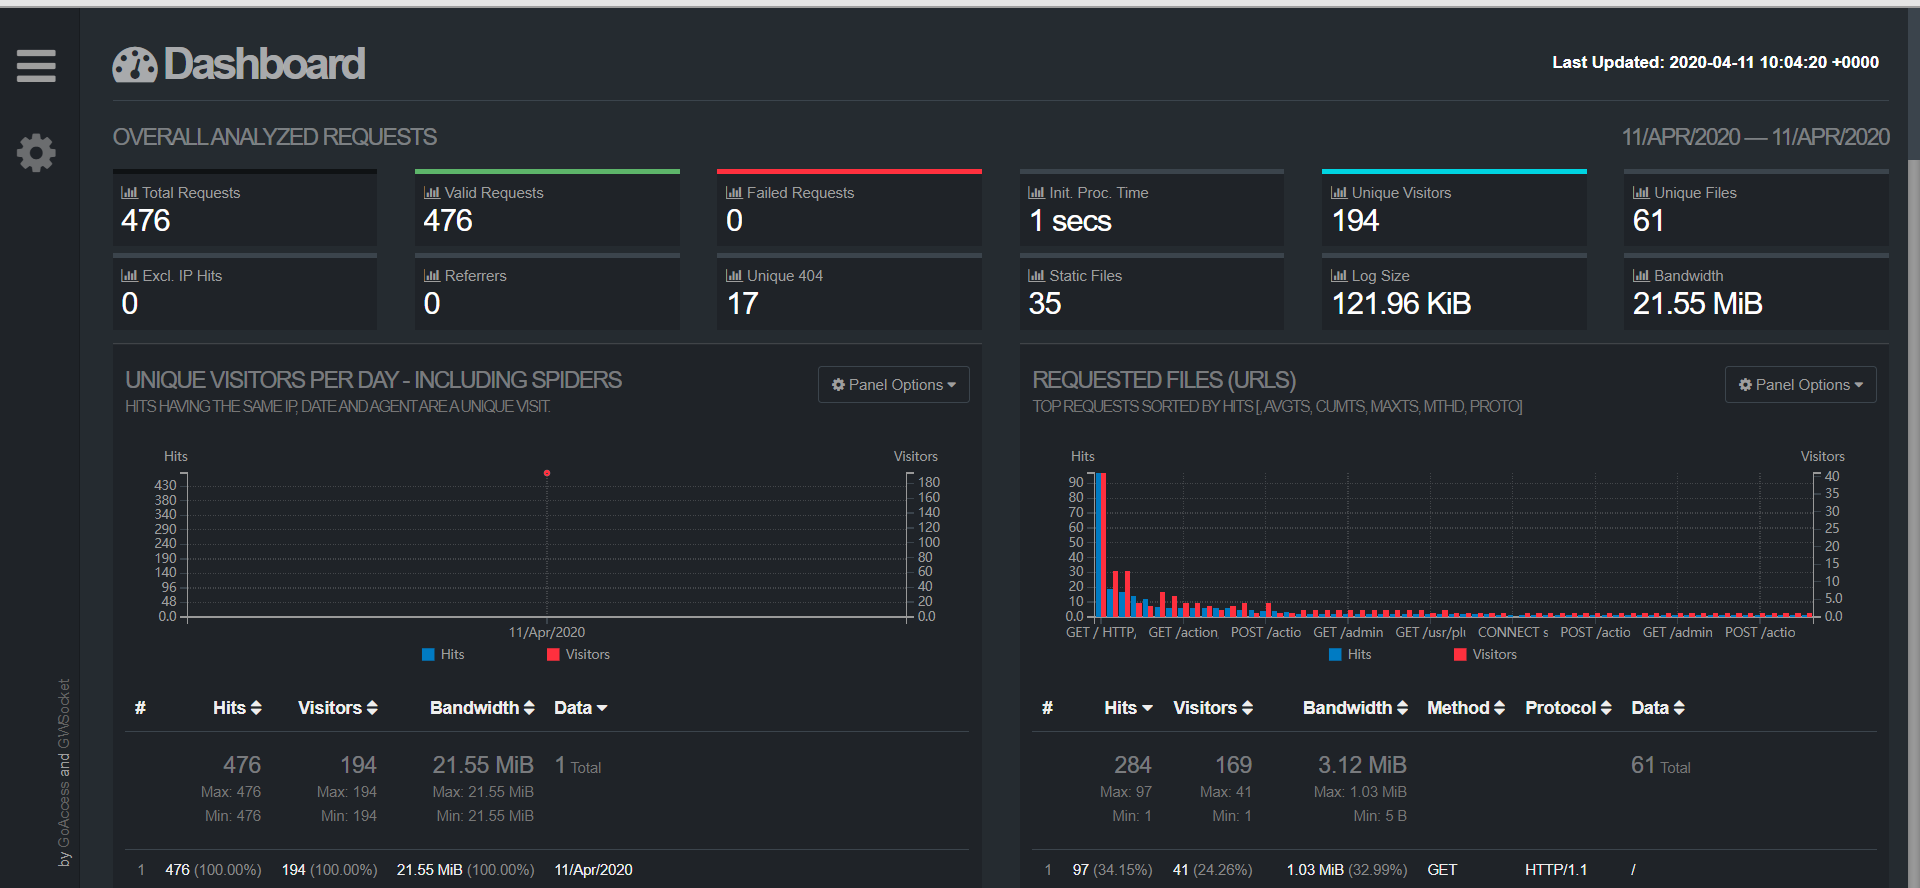 Dashboard
Last Updated: 2020-04-11 10:04:20 +0000
OVERALL ANALYZED REQUESTS
11/APR/2020 — 11/APR/2020
Total Requests
476
Valid Requests
476
Failed Requests
0
Init. Proc. Time
1 secs
Unique Visitors
194
Unique Files
61
Excl. IP Hits
0
Referrers
0
Unique 404
17
Static Files
35
Log Size
121.96 KiB
Bandwidth
21.55 MiB
UNIQUE VISITORS PER DAY - INCLUDING SPIDERS
HITS HAVING THE SAME IP, DATE AND AGENT ARE A UNIQUE VISIT.
Panel Options
Hits
Visitors
430
380
340
290
240
190
140
96
48
0.0
180
160
140
120
100
80
60
40
20
0.0
11/Apr/2020
Hits Visitors
# Hits Visitors Bandwidth Data
476 194 21.55 MiB 1 Total
Max: 476 Max: 194 Max: 21.55 MiB
Min: 476 Min: 194 Min: 21.55 MiB
1 476 (100.00%) 194 (100.00%) 21.55 MiB (100.00%) 11/Apr/2020
REQUESTED FILES (URLS)
TOP REQUESTS SORTED BY HITS [, AVGTS, CUMTS, MAXTS, MTHD, PROTO]
Panel Options
Hits
Visitors
90
80
70
60
50
40
30
20
10
0.0
40
35
30
25
20
15
10
5.0
0.0
GET / HTTP, GET /action POST /actio GET /admin GET /usr/plu CONNECT s POST /actio GET /admin POST /actio
Hits Visitors
# Hits Visitors Bandwidth Method Protocol Data
284 169 3.12 MiB 61 Total
Max: 97 Max: 41 Max: 1.03 MiB
Min: 1 Min: 1 Min: 5 B
1 97 (34.15%) 41 (24.26%) 1.03 MiB (32.99%) GET HTTP/1.1 /
by GoAccess and GWSocket